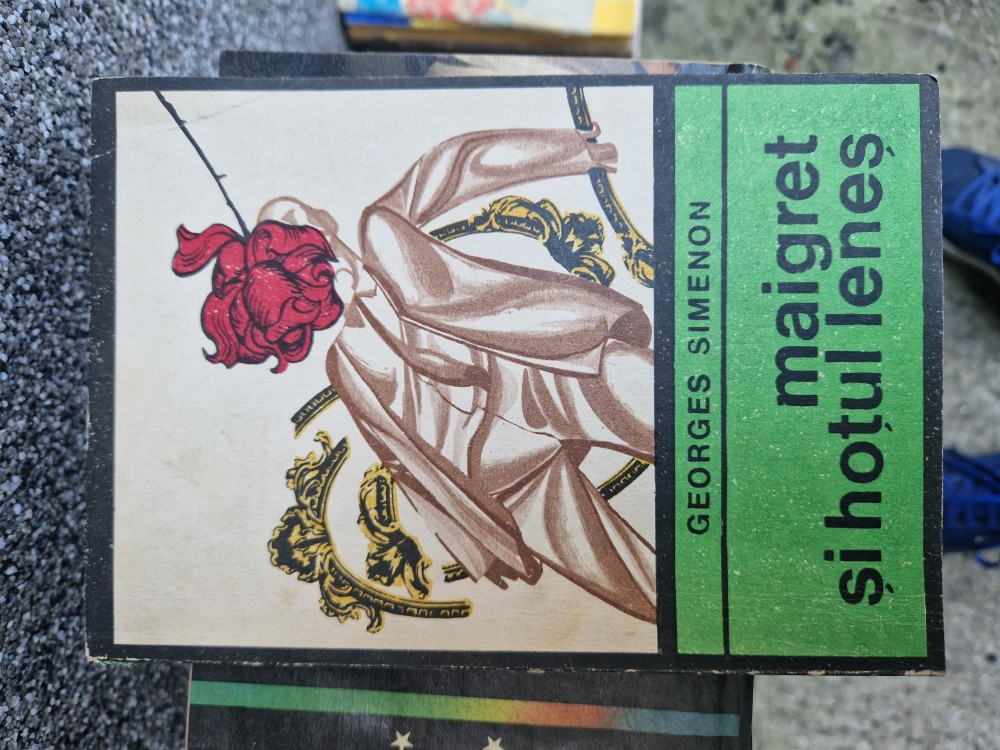 GEORGES SIMENON
maigret
și hoțul leneș